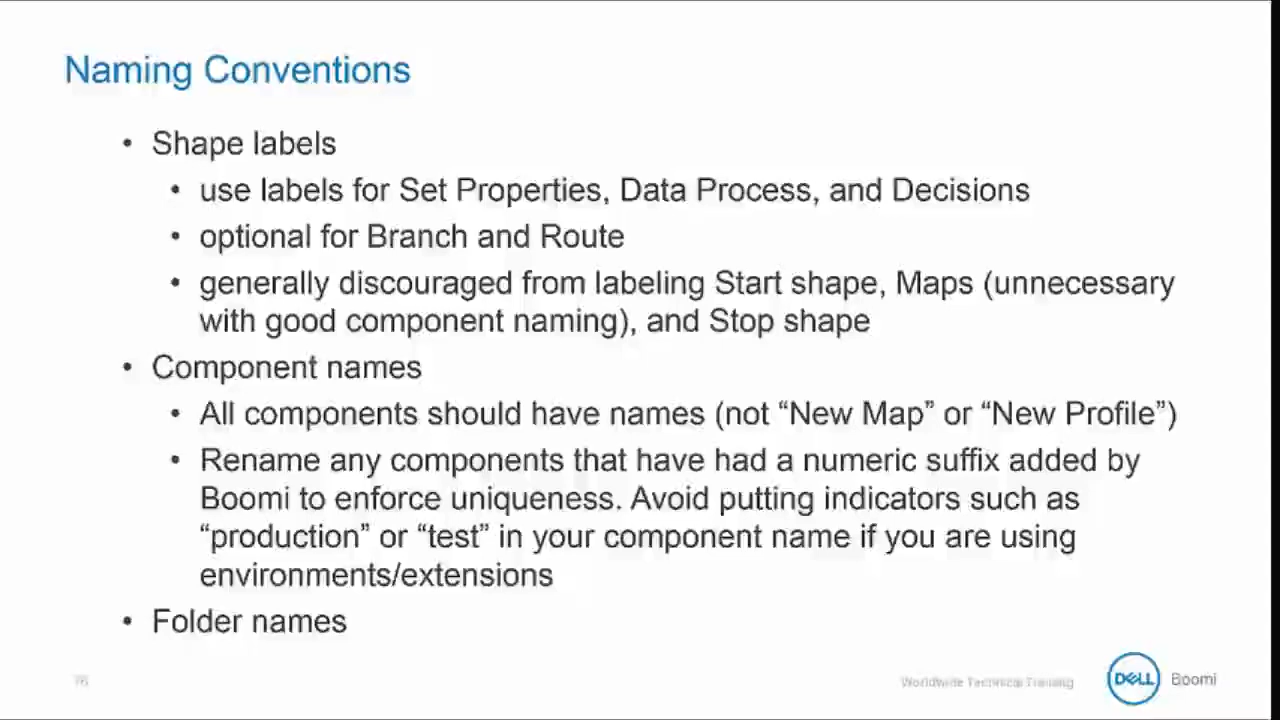 Naming Conventions
• Shape labels
• use labels for Set Properties, Data Process, and Decisions
• optional for Branch and Route
• generally discouraged from labeling Start shape, Maps (unnecessary
with good component naming), and Stop shape
• Component names
• All components should have names (not “New Map” or “New Profile”)
• Rename any components that have had a numeric suffix added by
Boomi to enforce uniqueness. Avoid putting indicators such as
“production” or “test” in your component name if you are using
environments/extensions
• Folder names
Worldwide Technical Training
DELL Boomi